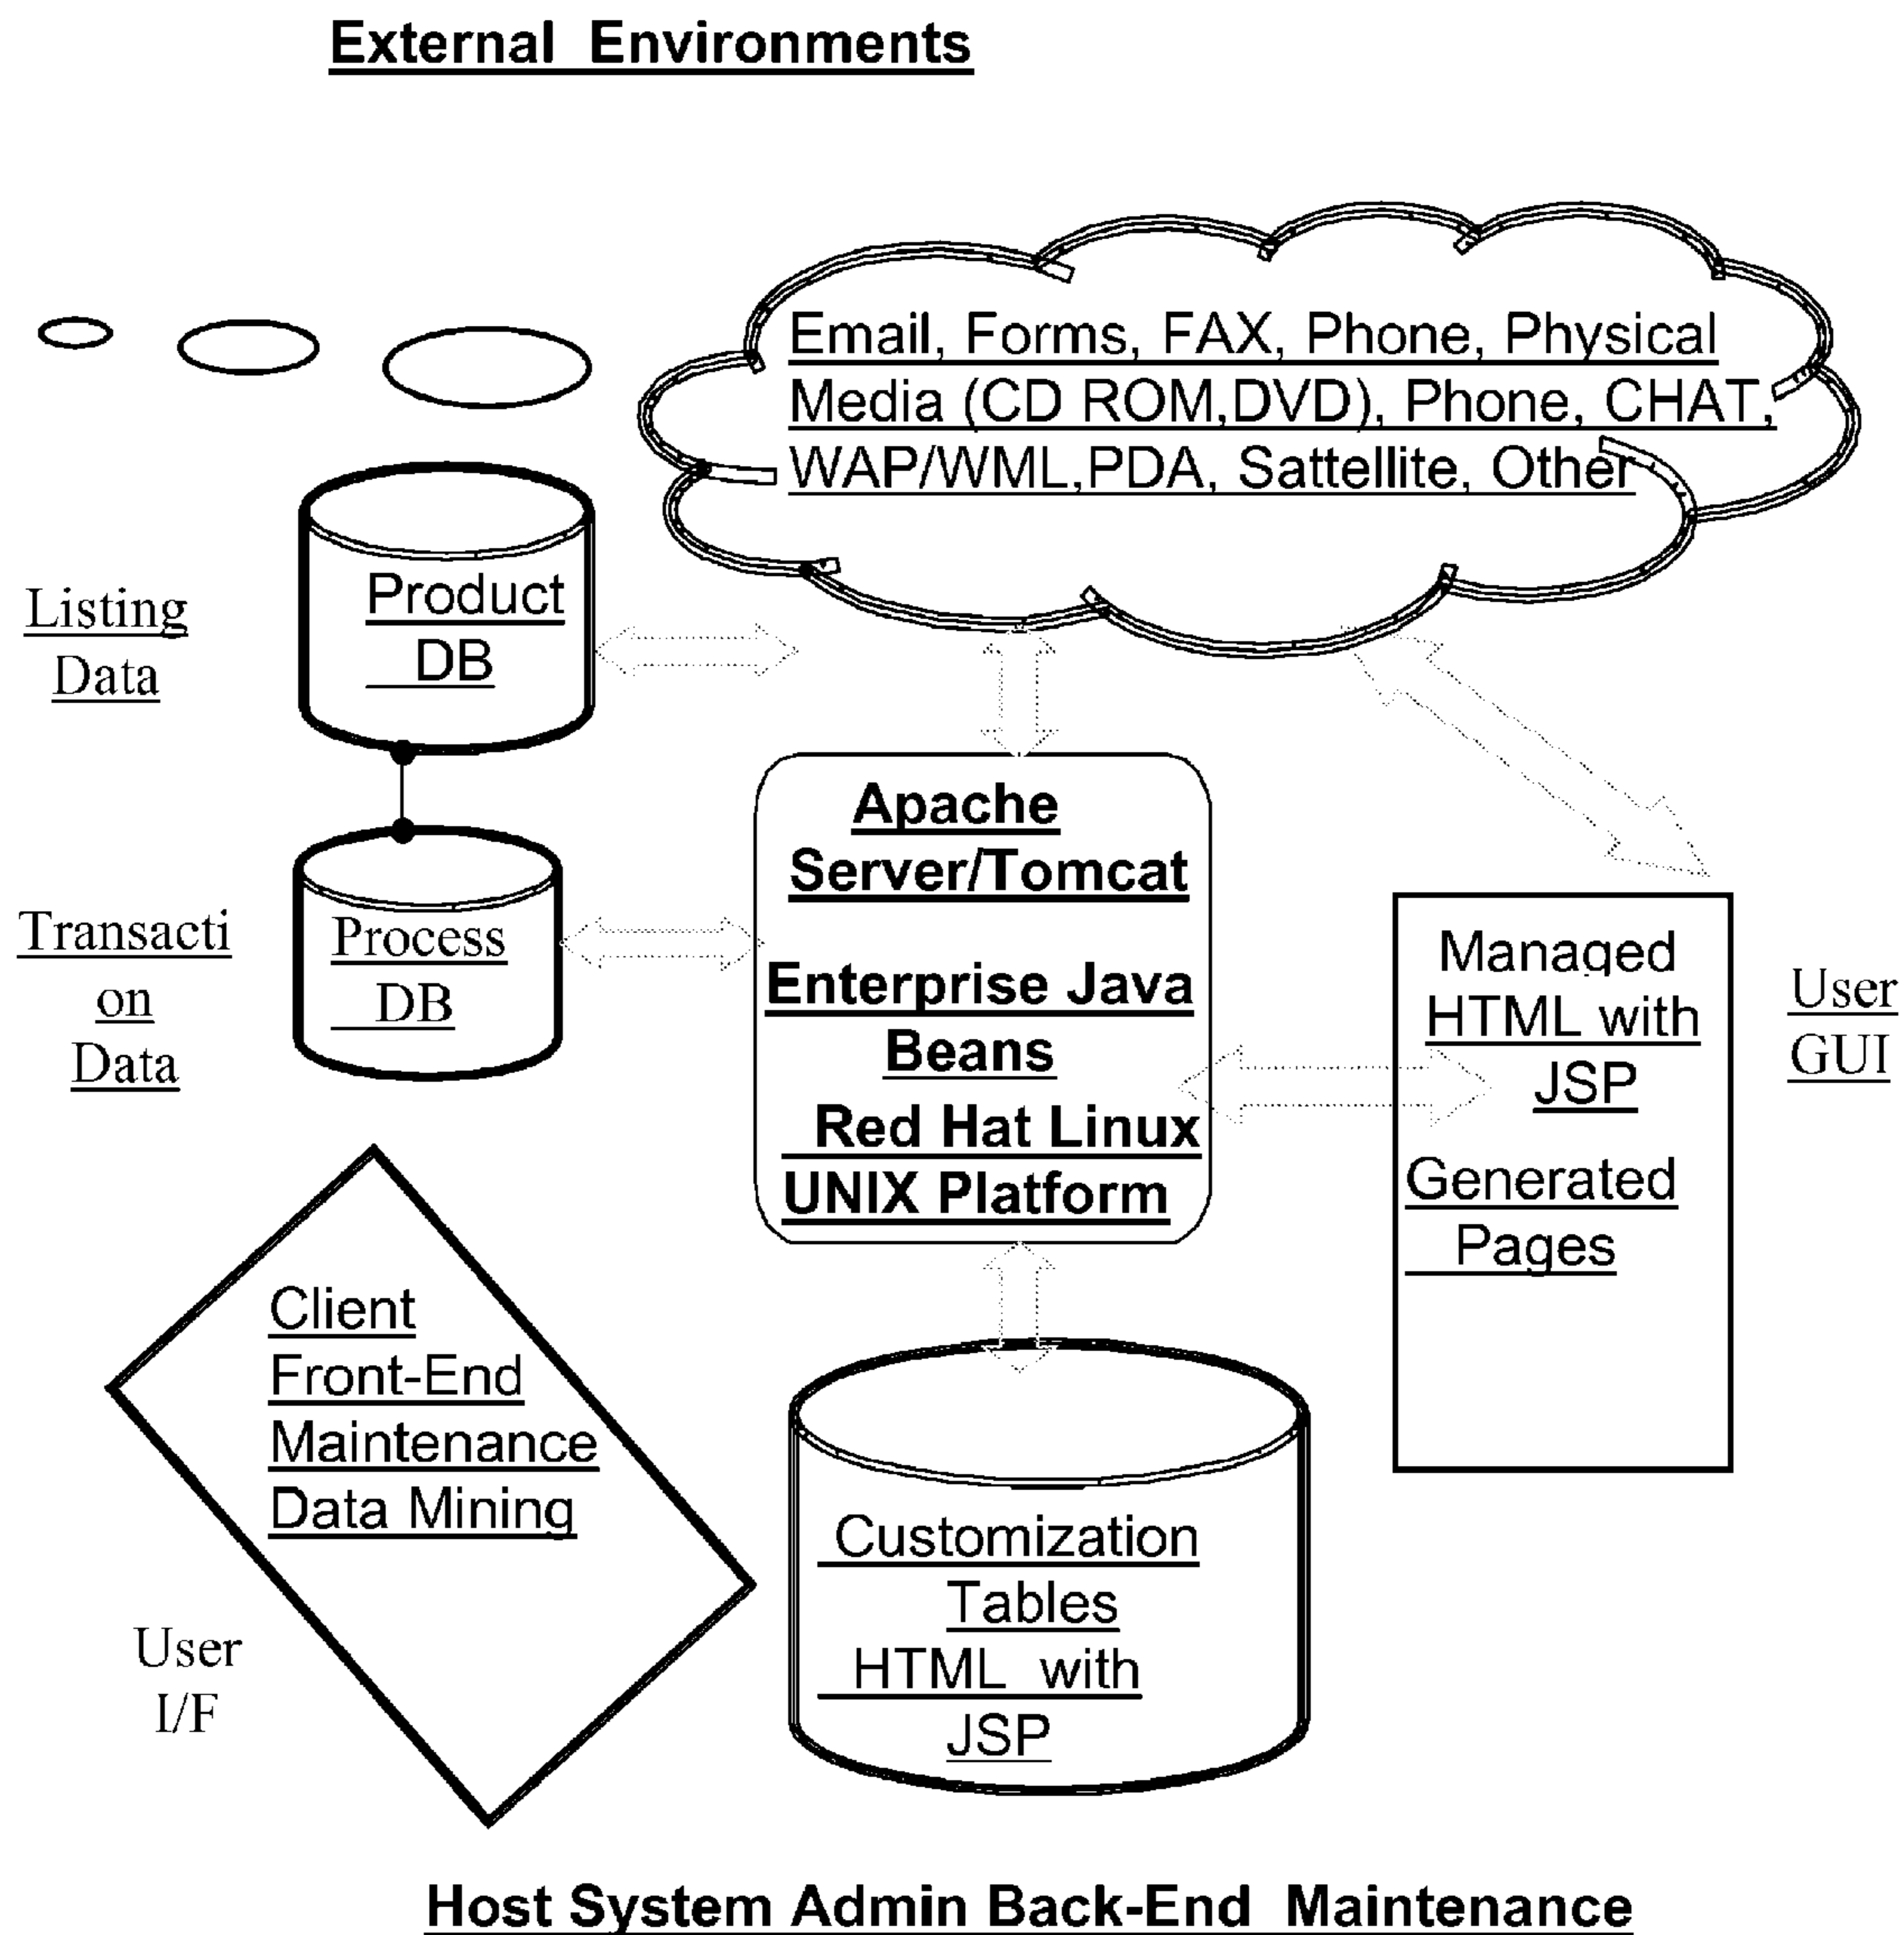 External Environments
Email, Forms, FAX, Phone, Physical
Media (CD ROM,DVD), Phone, CHAT,
WAP/WML,PDA, Sattellite, Other
Listing
Data
Product
DB
Transacti
on
Data
Process
DB
Apache
Server/Tomcat
Enterprise Java
Beans
Red Hat Linux
UNIX Platform
Managed
HTML with
JSP
Generated
Pages
User
GUI
Client
Front-End
Maintenance
Data Mining
User
I/F
Customization
Tables
HTML with
JSP
Host System Admin Back-End Maintenance